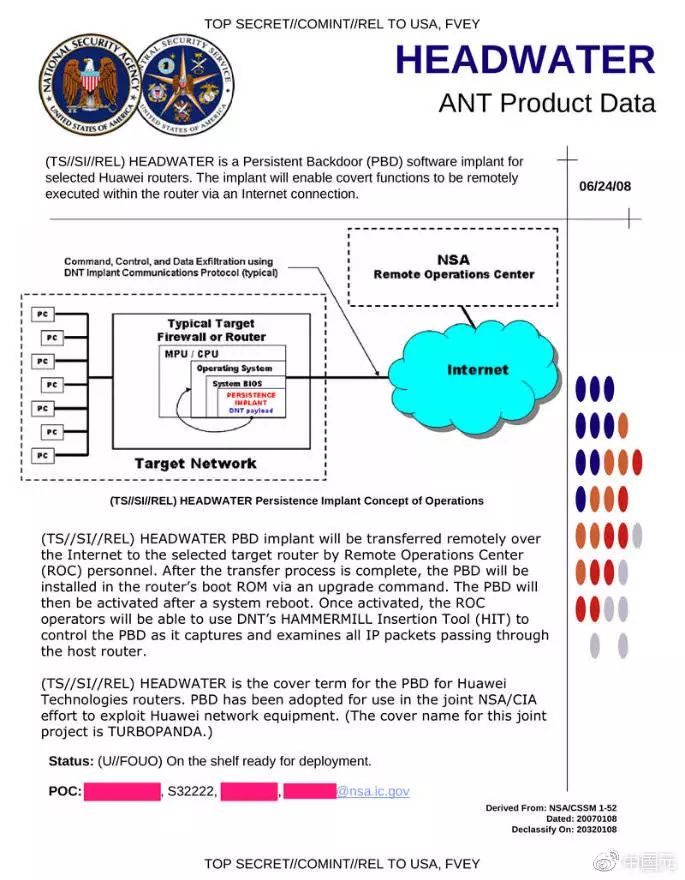 TOP SECRET//COMINT//REL TO USA, FVEY
NATIONAL SECURITY AGENCY
UNITED STATES OF AMERICA
CENTRAL SECURITY SERVICE
UNITED STATES OF AMERICA
HEADWATER
ANT Product Data
(TS//SI//REL) HEADWATER is a Persistent Backdoor (PBD) software implant for
selected Huawei routers. The implant will enable covert functions to be remotely
executed within the router via an Internet connection.
06/24/08
Command, Control, and Data Exfiltration using
DNT Implant Communications Protocol (typical)
NSA
Remote Operations Center
PC
PC
PC
PC
PC
PC
PC
Typical Target
Firewall or Router
MPU / CPU
Operating System
System BIOS
PERSISTENCE
IMPLANT
DNT payload
Internet
Target Network
(TS//SI//REL) HEADWATER Persistence Implant Concept of Operations
(TS//SI//REL) HEADWATER PBD implant will be transferred remotely over
the Internet to the selected target router by Remote Operations Center
(ROC) personnel. After the transfer process is complete, the PBD will be
installed in the router's boot ROM via an upgrade command. The PBD will
then be activated after a system reboot. Once activated, the ROC
operators will be able to use DNT's HAMMERMILL Insertion Tool (HIT) to
control the PBD as it captures and examines all IP packets passing through
the host router.
(TS//SI//REL) HEADWATER is the cover term for the PBD for Huawei
Technologies routers. PBD has been adopted for use in the joint NSA/CIA
effort to exploit Huawei network equipment. (The cover name for this joint
project is TURBOPANDA.)
Status: (U//FOUO) On the shelf ready for deployment.
POC: , S32222, , @nsa.ic.gov
Derived From: NSA/CSSM 1-52
Dated: 20070108
Declassify On: 20320108
TOP SECRET//COMINT//REL TO USA, FVEY